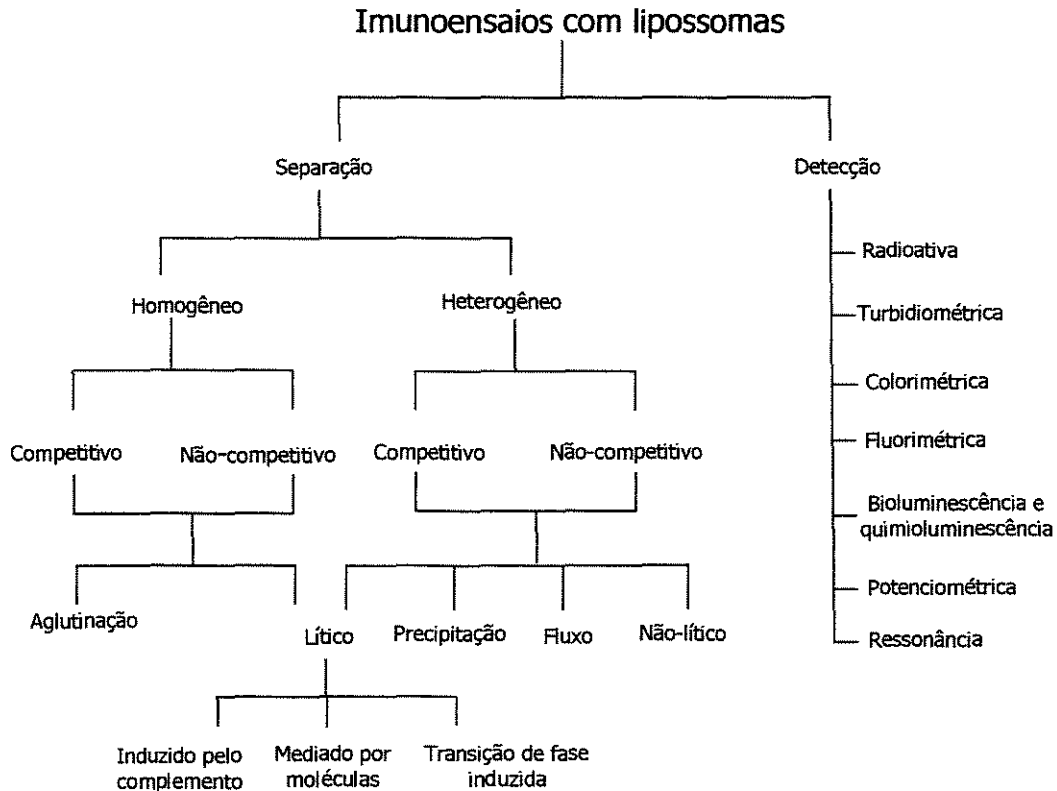 Imunoensaios com lipossomas
Separação
Detecção
Homogêneo
Heterogêneo
Competitivo
Não-competitivo
Competitivo
Não-competitivo
Aglutinação
Lítico
Precipitação
Fluxo
Não-lítico
Induzido pelo
complemento
Mediado por
moléculas
Transição de fase
induzida
Radioativa
Turbidiométrica
Colorimétrica
Fluorimétrica
Bioluminescência e
quimioluminescência
Potenciométrica
Ressonância